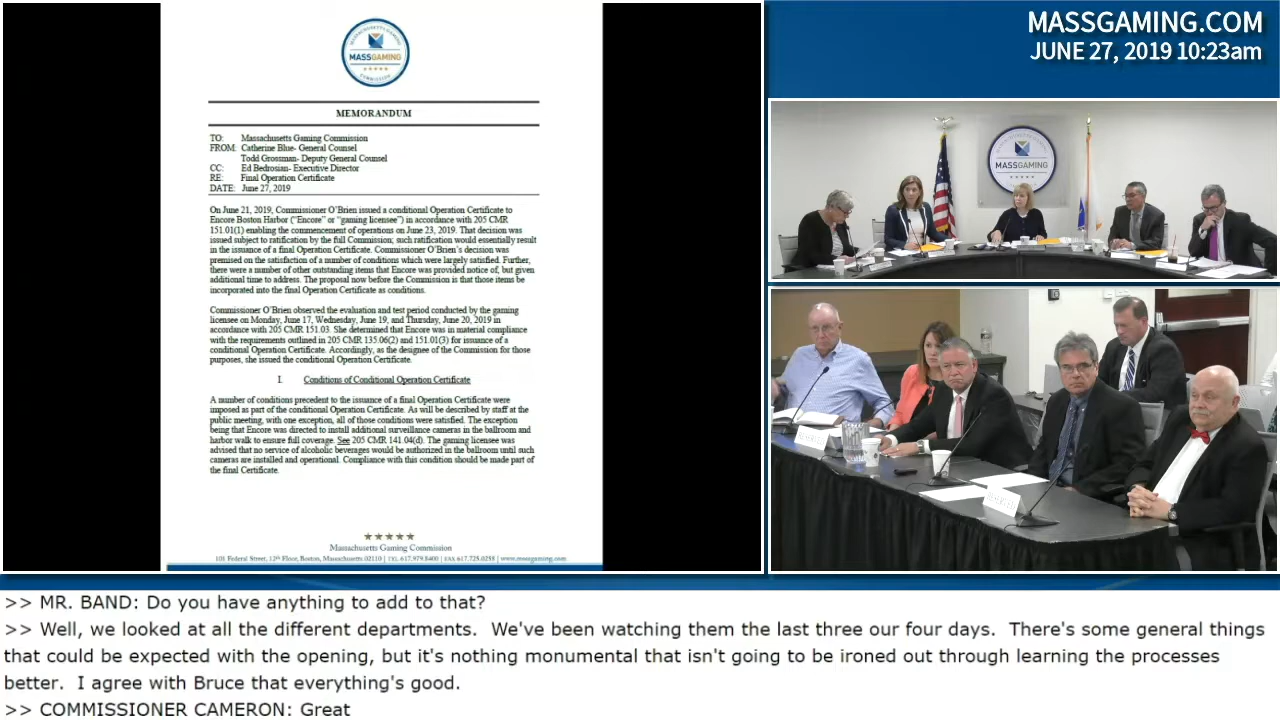 MASSGAMING
MEMORANDUM
TO: Massachusetts Gaming Commission
FROM: Catherine Blue- General Counsel
Todd Grossman- Deputy General Counsel
CC: Ed Bedrosian- Executive Director
RE: Final Operation Certificate
DATE: June 27, 2019
On June 21, 2019, Commissioner O'Brien issued a conditional Operation Certificate to
Encore Boston Harbor ("Encore" or "gaming licensee") in accordance with 205 CMR
151.01(1) enabling the commencement of operations on June 23, 2019. That decision was
issued subject to ratification by the full Commission; such ratification would essentially result
in the issuance of a final Operation Certificate. Commissioner O'Brien's decision was
premised on the satisfaction of a number of conditions which were largely satisfied. Further,
there were a number of other outstanding items that Encore was provided notice of, but given
additional time to address. The proposal now before the Commission is that those items be
incorporated into the final Operation Certificate as conditions.
Commissioner O'Brien observed the evaluation and test period conducted by the gaming
licensee on Monday, June 17, Wednesday, June 19, and Thursday, June 20, 2019 in
accordance with 205 CMR 151.03. She determined that Encore was in material compliance
with the requirements outlined in 205 CMR 135.06(2) and 151.01(3) for issuance of a
conditional Operation Certificate. Accordingly, as the designee of the Commission for those
purposes, she issued the conditional Operation Certificate.
I. Conditions of Conditional Operation Certificate
A number of conditions precedent to the issuance of a final Operation Certificate were
imposed as part of the conditional Operation Certificate. As will be described by staff at the
public meeting, with one exception, all of those conditions were satisfied. The exception
being that Encore was directed to install additional surveillance cameras in the ballroom and
harbor walk to ensure full coverage. See 205 CMR 141.04(d). The gaming licensee was
advised that no service of alcoholic beverages would be authorized in the ballroom until such
cameras are installed and operational. Compliance with this condition should be made part of
the final Certificate.
★★★★★
Massachusetts Gaming Commission
101 Federal Street, 12th Floor, Boston, Massachusetts 02110 | TEL 617.979.8400 | FAX 617.725.0258 | www.massgaming.com
MASSGAMING.COM
JUNE 27, 2019 10:23am
MASSGAMING
>> MR. BAND: Do you have anything to add to that?
>> Well, we looked at all the different departments.  We've been watching them the last three our four days.  There's some general things
that could be expected with the opening, but it's nothing monumental that isn't going to be ironed out through learning the processes
better.  I agree with Bruce that everything's good.
>> COMMISSIONER CAMERON: Great